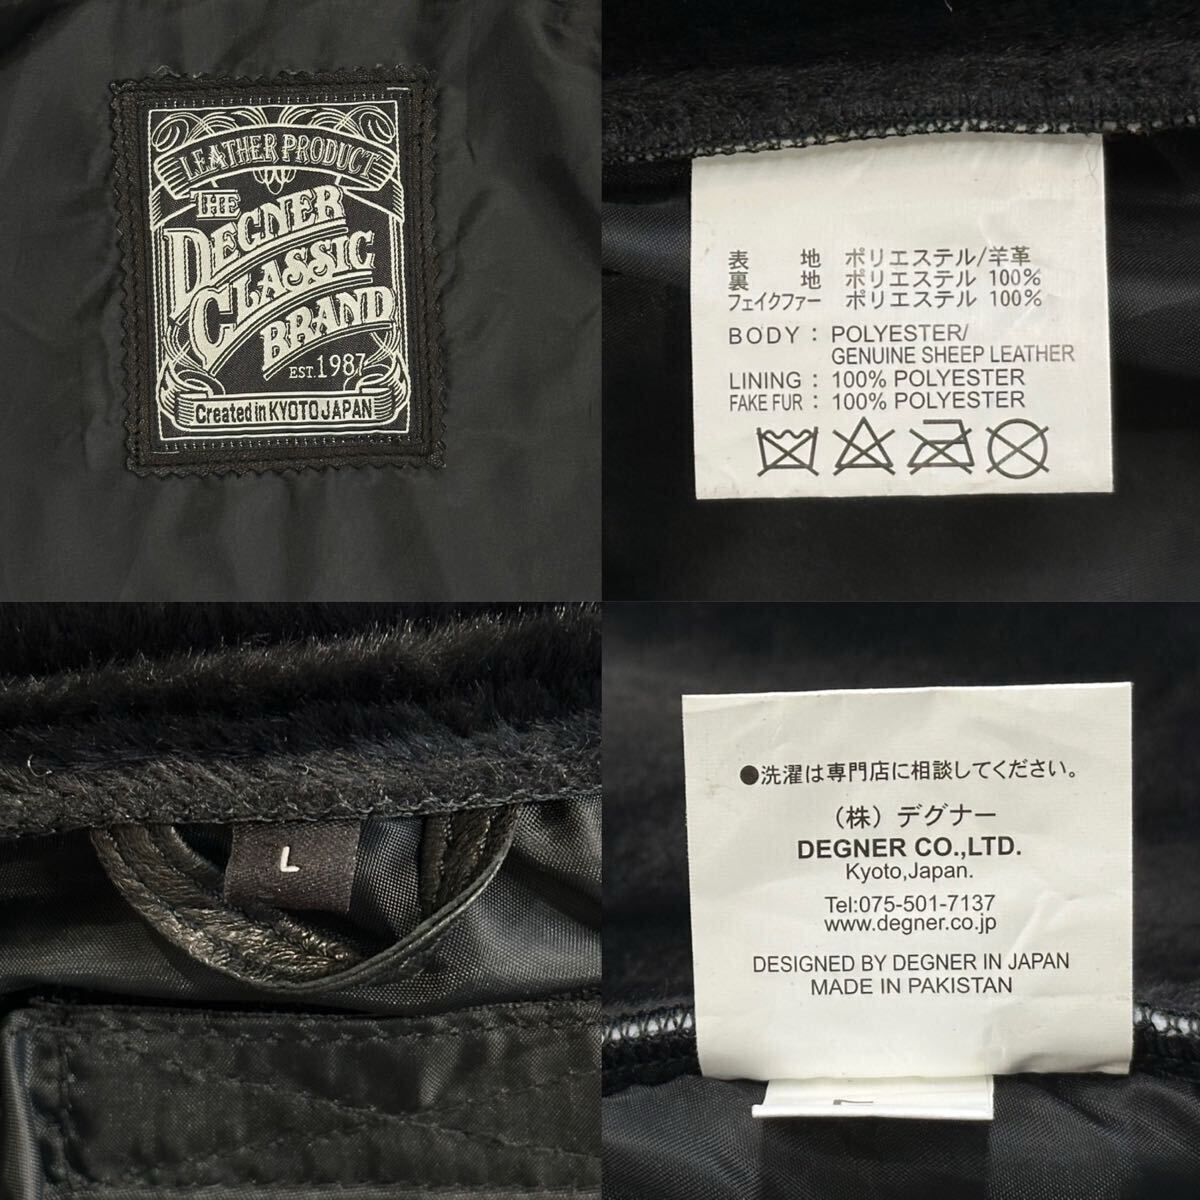 LEATHER PRODUCT
THE
DEGNER
CLASSIC
BRAND
EST.1987
Created in KYOTO JAPAN
表地 ポリエステル/羊革
裏地 ポリエステル 100%
フェイクファー ポリエステル 100%
BODY : POLYESTER/
GENUINE SHEEP LEATHER
LINING : 100% POLYESTER
FAKE FUR : 100% POLYESTER
L
●洗濯は専門店に相談してください。
（株）デグナー
DEGNER CO.,LTD.
Kyoto,Japan.
Tel:075-501-7137
www.degner.co.jp
DESIGNED BY DEGNER IN JAPAN
MADE IN PAKISTAN